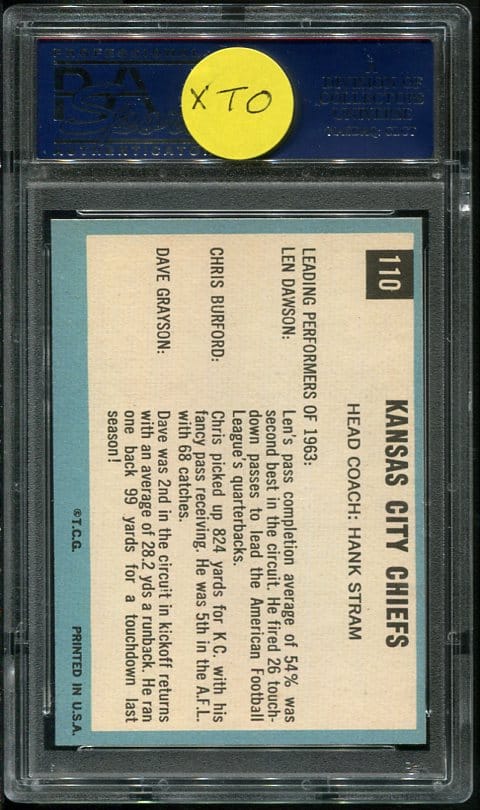 PROFESSIONAL
PSA
AUTHENTICATOR
XTO
110
KANSAS CITY CHIEFS
HEAD COACH: HANK STRAM
LEADING PERFORMERS OF 1963:
LEN DAWSON: Len's pass completion average of 54% was
second best in the circuit. He fired 26 touch-
down passes to lead the American Football
League's quarterbacks.
CHRIS BURFORD: Chris picked up 824 yards for K C. with his
fancy pass receiving. He was 5th in the A.F.L.
with 68 catches.
DAVE GRAYSON: Dave was 2nd in the circuit in kickoff returns
with an average of 28.2 yds a runback. He ran
one back 99 yards for a touchdown last
season!
©T.C.G. PRINTED IN U.S.A.